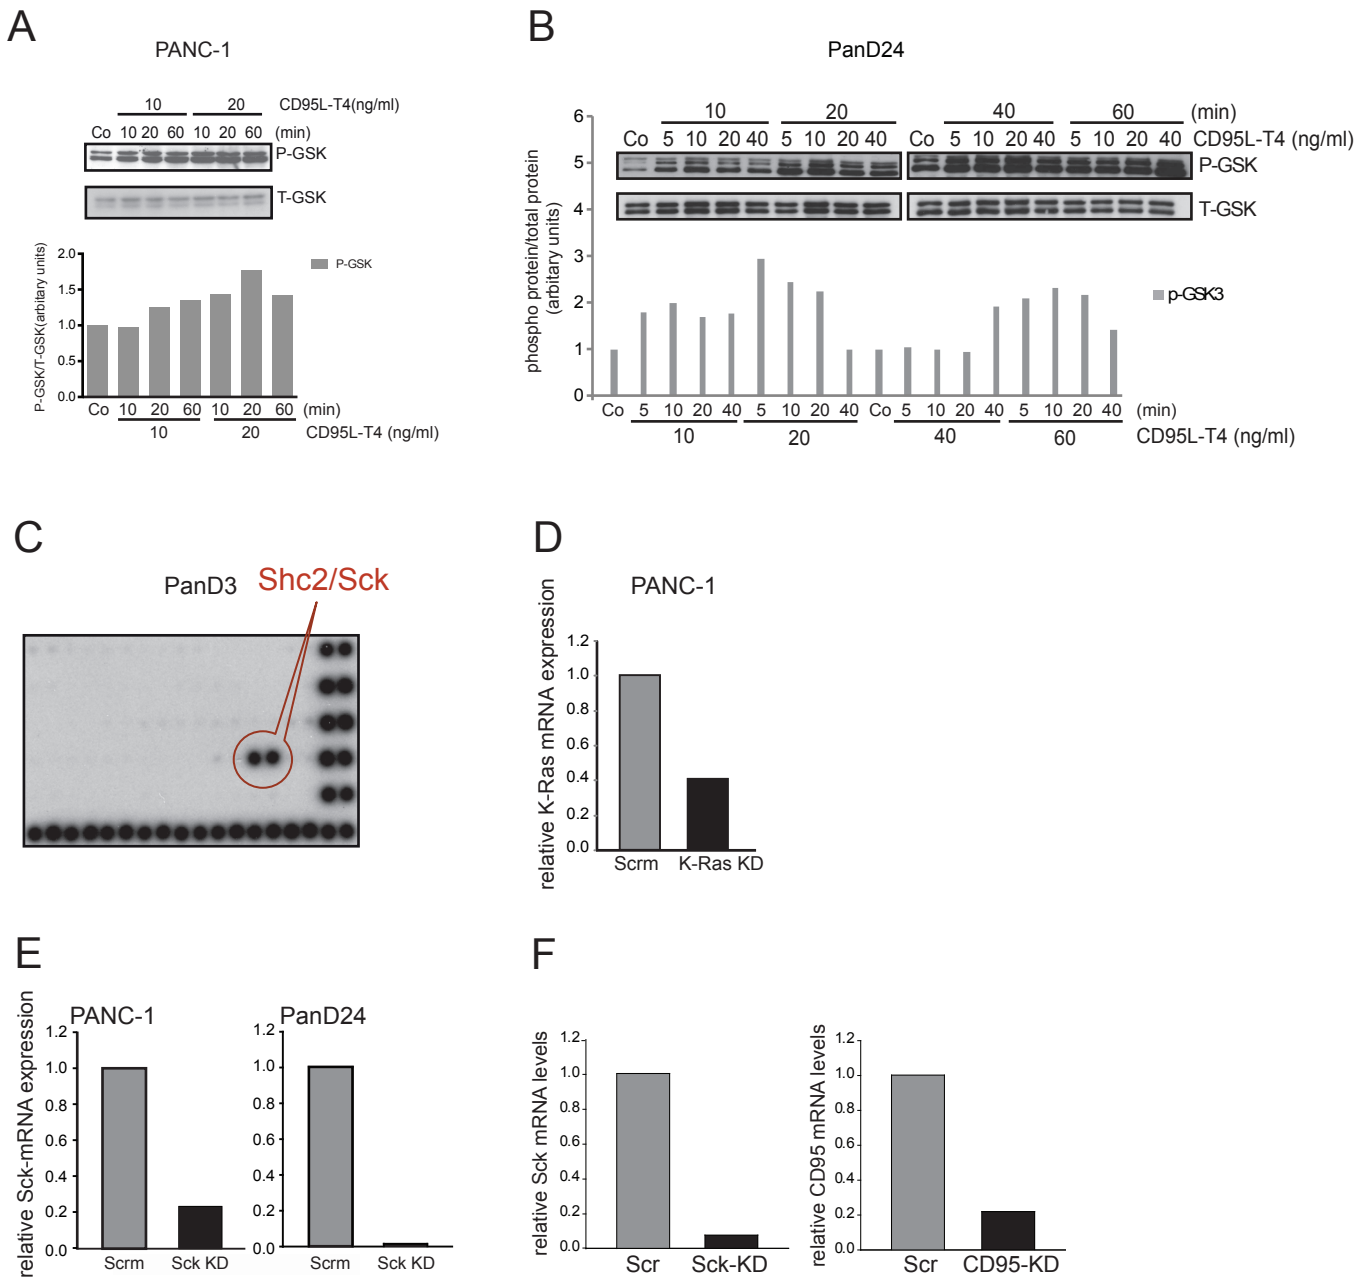 A
PANC-1
10 20 CD95L-T4(ng/ml)
Co 10 20 60 10 20 60 (min)
P-GSK
T-GSK
P-GSK/T-GSK(arbitary units)
2.0
1.5
1.0
0.5
0.0
P-GSK
Co 10 20 60 10 20 60 (min)
10 20 CD95L-T4(ng/ml)
B
PanD24
10 20 40 60 (min)
Co 5 10 20 40 5 10 20 40 Co 5 10 20 40 5 10 20 40 CD95L-T4 (ng/ml)
P-GSK
T-GSK
phospho protein/total protein
(arbitary units)
6
5
4
3
2
1
0
p-GSK3
Co 5 10 20 40 5 10 20 40 Co 5 10 20 40 5 10 20 40 (min)
10 20 40 60 CD95L-T4 (ng/ml)
C
PanD3 Shc2/Sck
D
PANC-1
relative K-Ras mRNA expression
1.2
1.0
0.8
0.6
0.4
0.2
0.0
Scrm K-Ras KD
E
PANC-1
relative Sck-mRNA expression
1.2
1.0
0.8
0.6
0.4
0.2
0.0
Scrm Sck KD
PanD24
1.2
1.0
0.8
0.6
0.4
0.2
0.0
Scrm Sck KD
F
relative Sck mRNA levels
1.2
1.0
0.8
0.6
0.4
0.2
0.0
Scr Sck-KD
relative CD95 mRNA levels
1.2
1.0
0.8
0.6
0.4
0.2
0.0
Scr CD95-KD